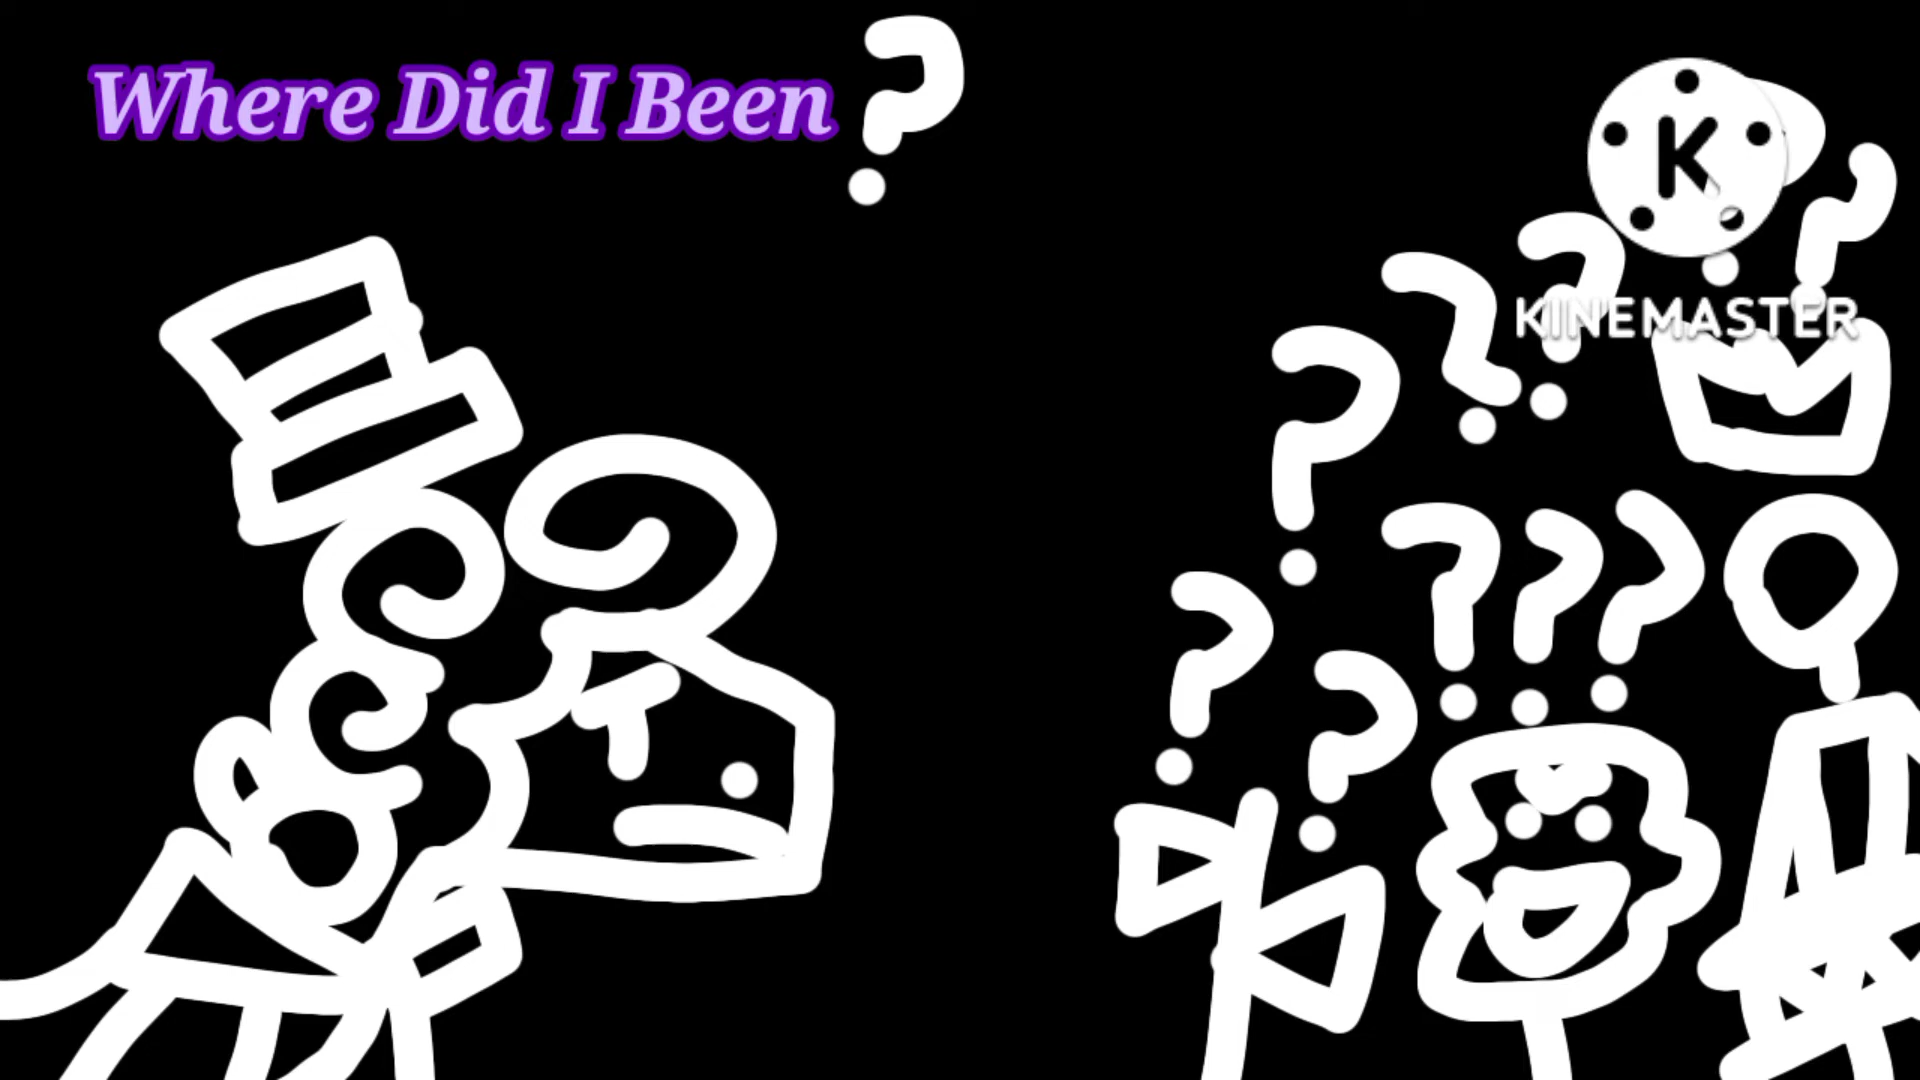 Where Did I Been ?
K
KINEMASTER
? ? ? ?
? ? ? ?
? ?